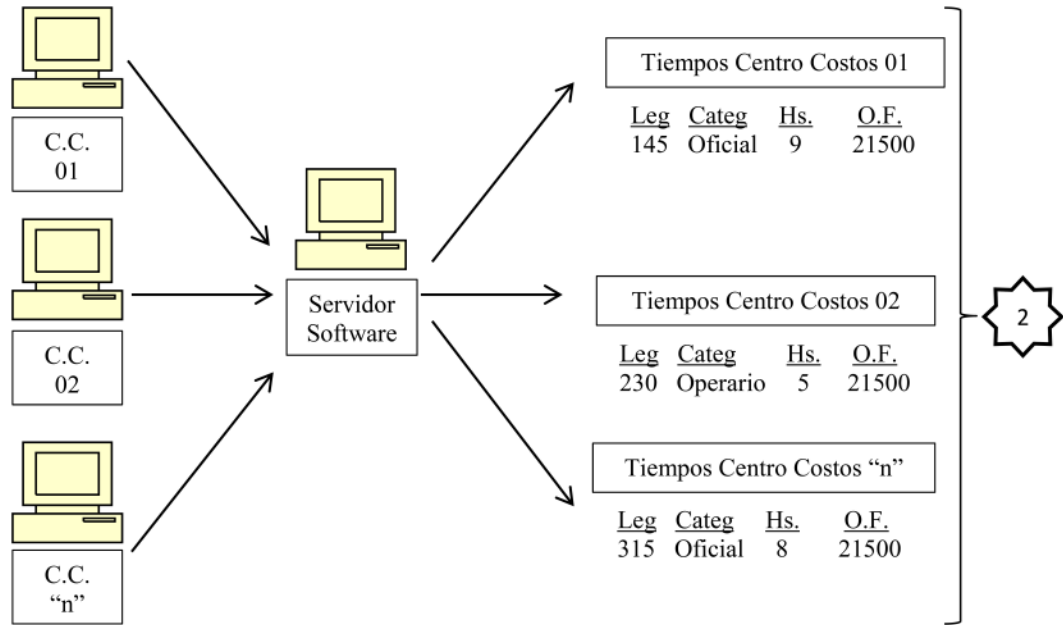 C.C.
01
C.C.
02
C.C.
“n”
Servidor
Software
Tiempos Centro Costos 01
Leg Categ Hs. O.F.
145 Oficial 9 21500
Tiempos Centro Costos 02
Leg Categ Hs. O.F.
230 Operario 5 21500
Tiempos Centro Costos “n”
Leg Categ Hs. O.F.
315 Oficial 8 21500
2